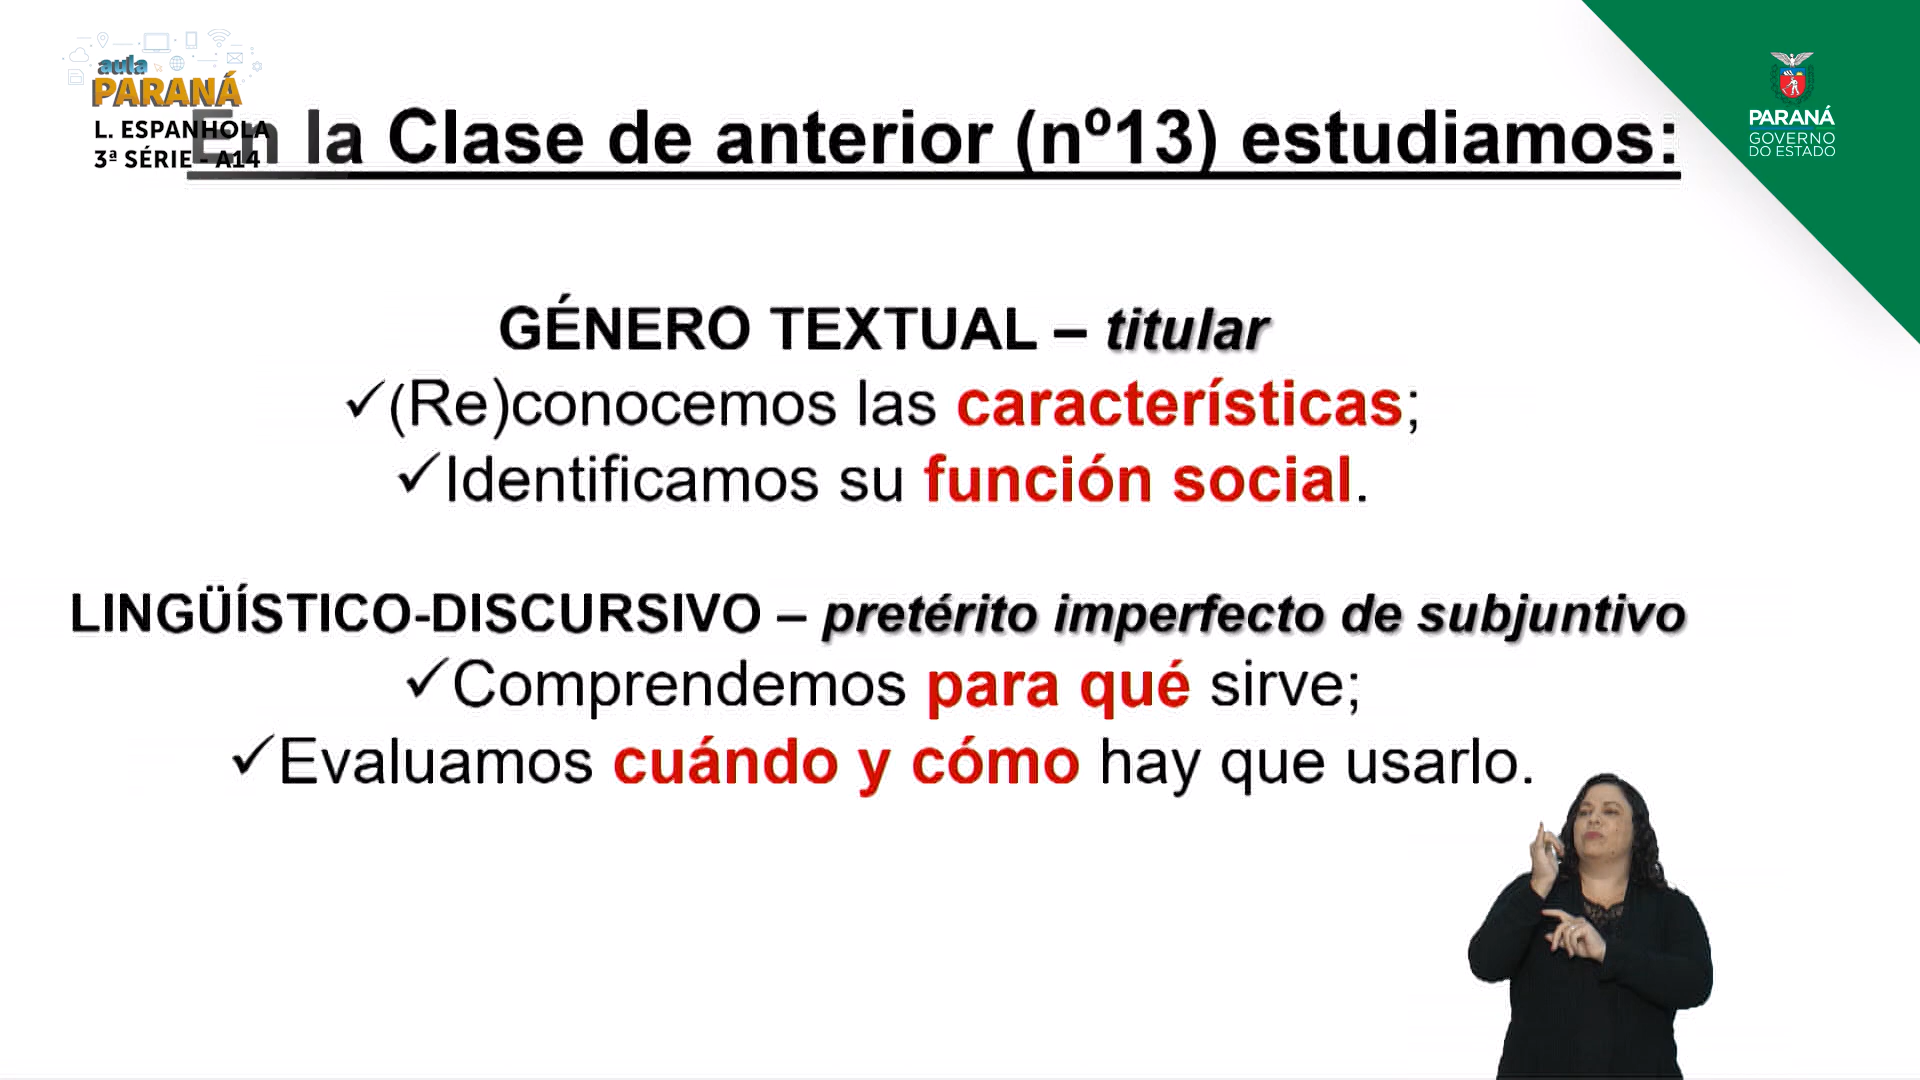 aula
PARANÁ
L. ESPANHOLA
3ª SÉRIE - A14
En la Clase de anterior (nº13) estudiamos:
PARANÁ
GOVERNO
DO ESTADO
GÉNERO TEXTUAL – titular
✓(Re)conocemos las características;
✓Identificamos su función social.
LINGÜÍSTICO-DISCURSIVO – pretérito imperfecto de subjuntivo
✓Comprendemos para qué sirve;
✓Evaluamos cuándo y cómo hay que usarlo.